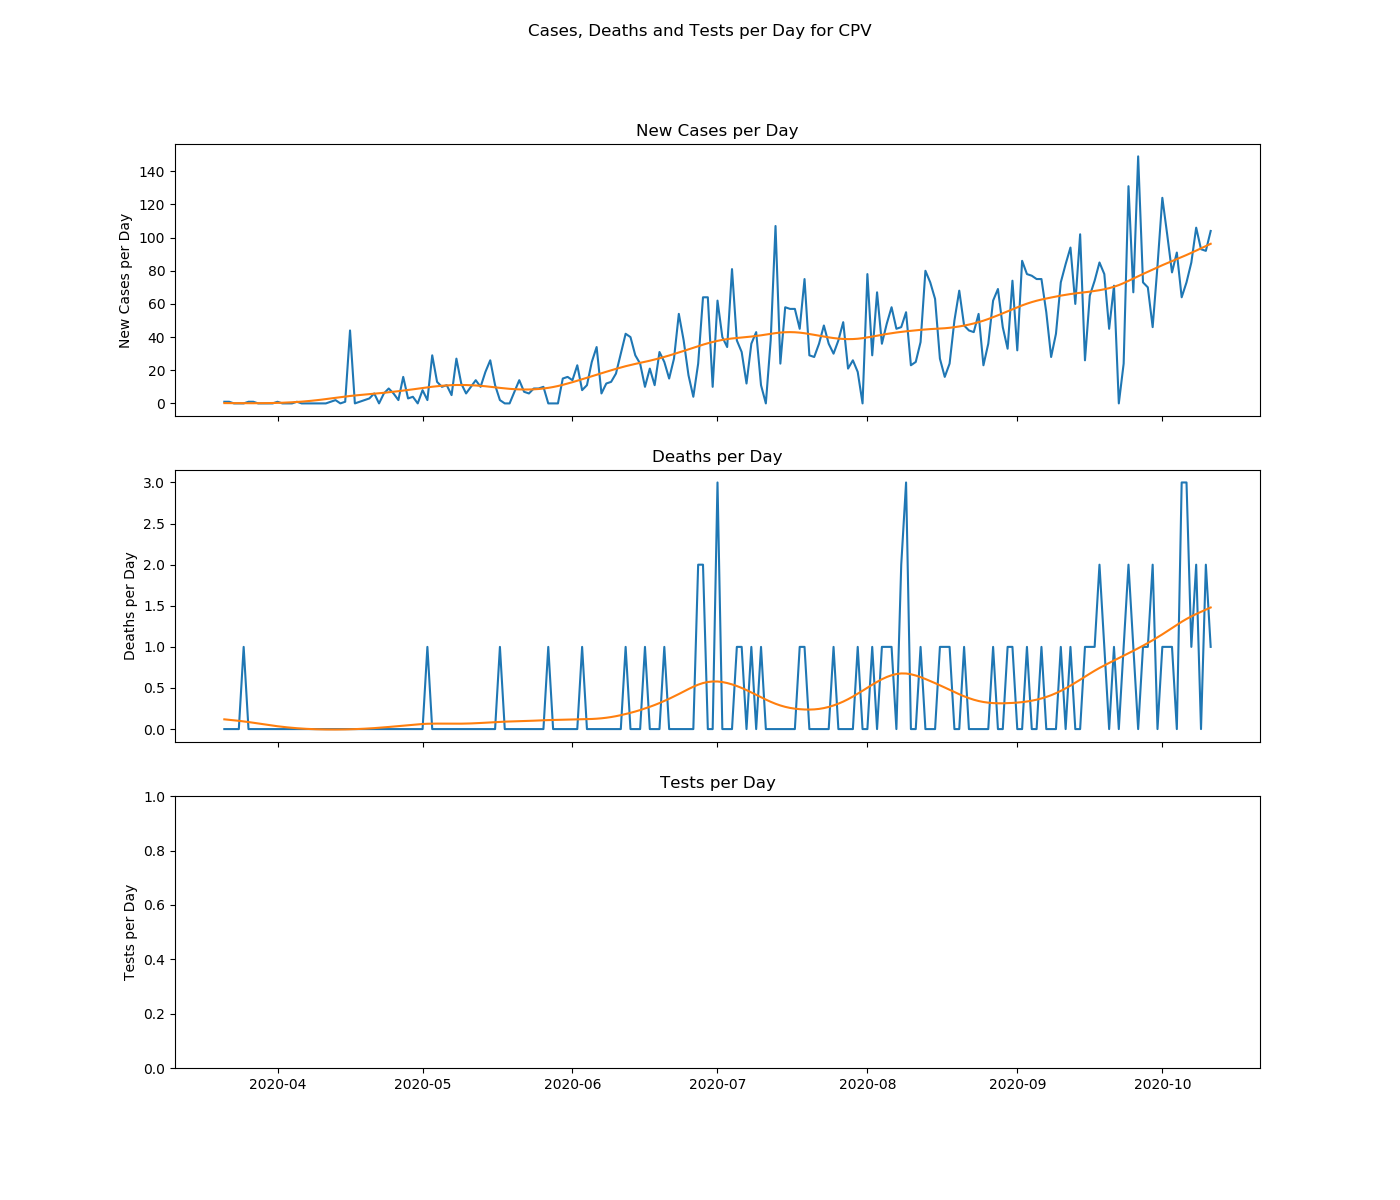 Cases, Deaths and Tests per Day for CPV
New Cases per Day
New Cases per Day
140
120
100
80
60
40
20
0
Deaths per Day
Deaths per Day
3.0
2.5
2.0
1.5
1.0
0.5
0.0
Tests per Day
Tests per Day
1.0
0.8
0.6
0.4
0.2
0.0
2020-04 2020-05 2020-06 2020-07 2020-08 2020-09 2020-10